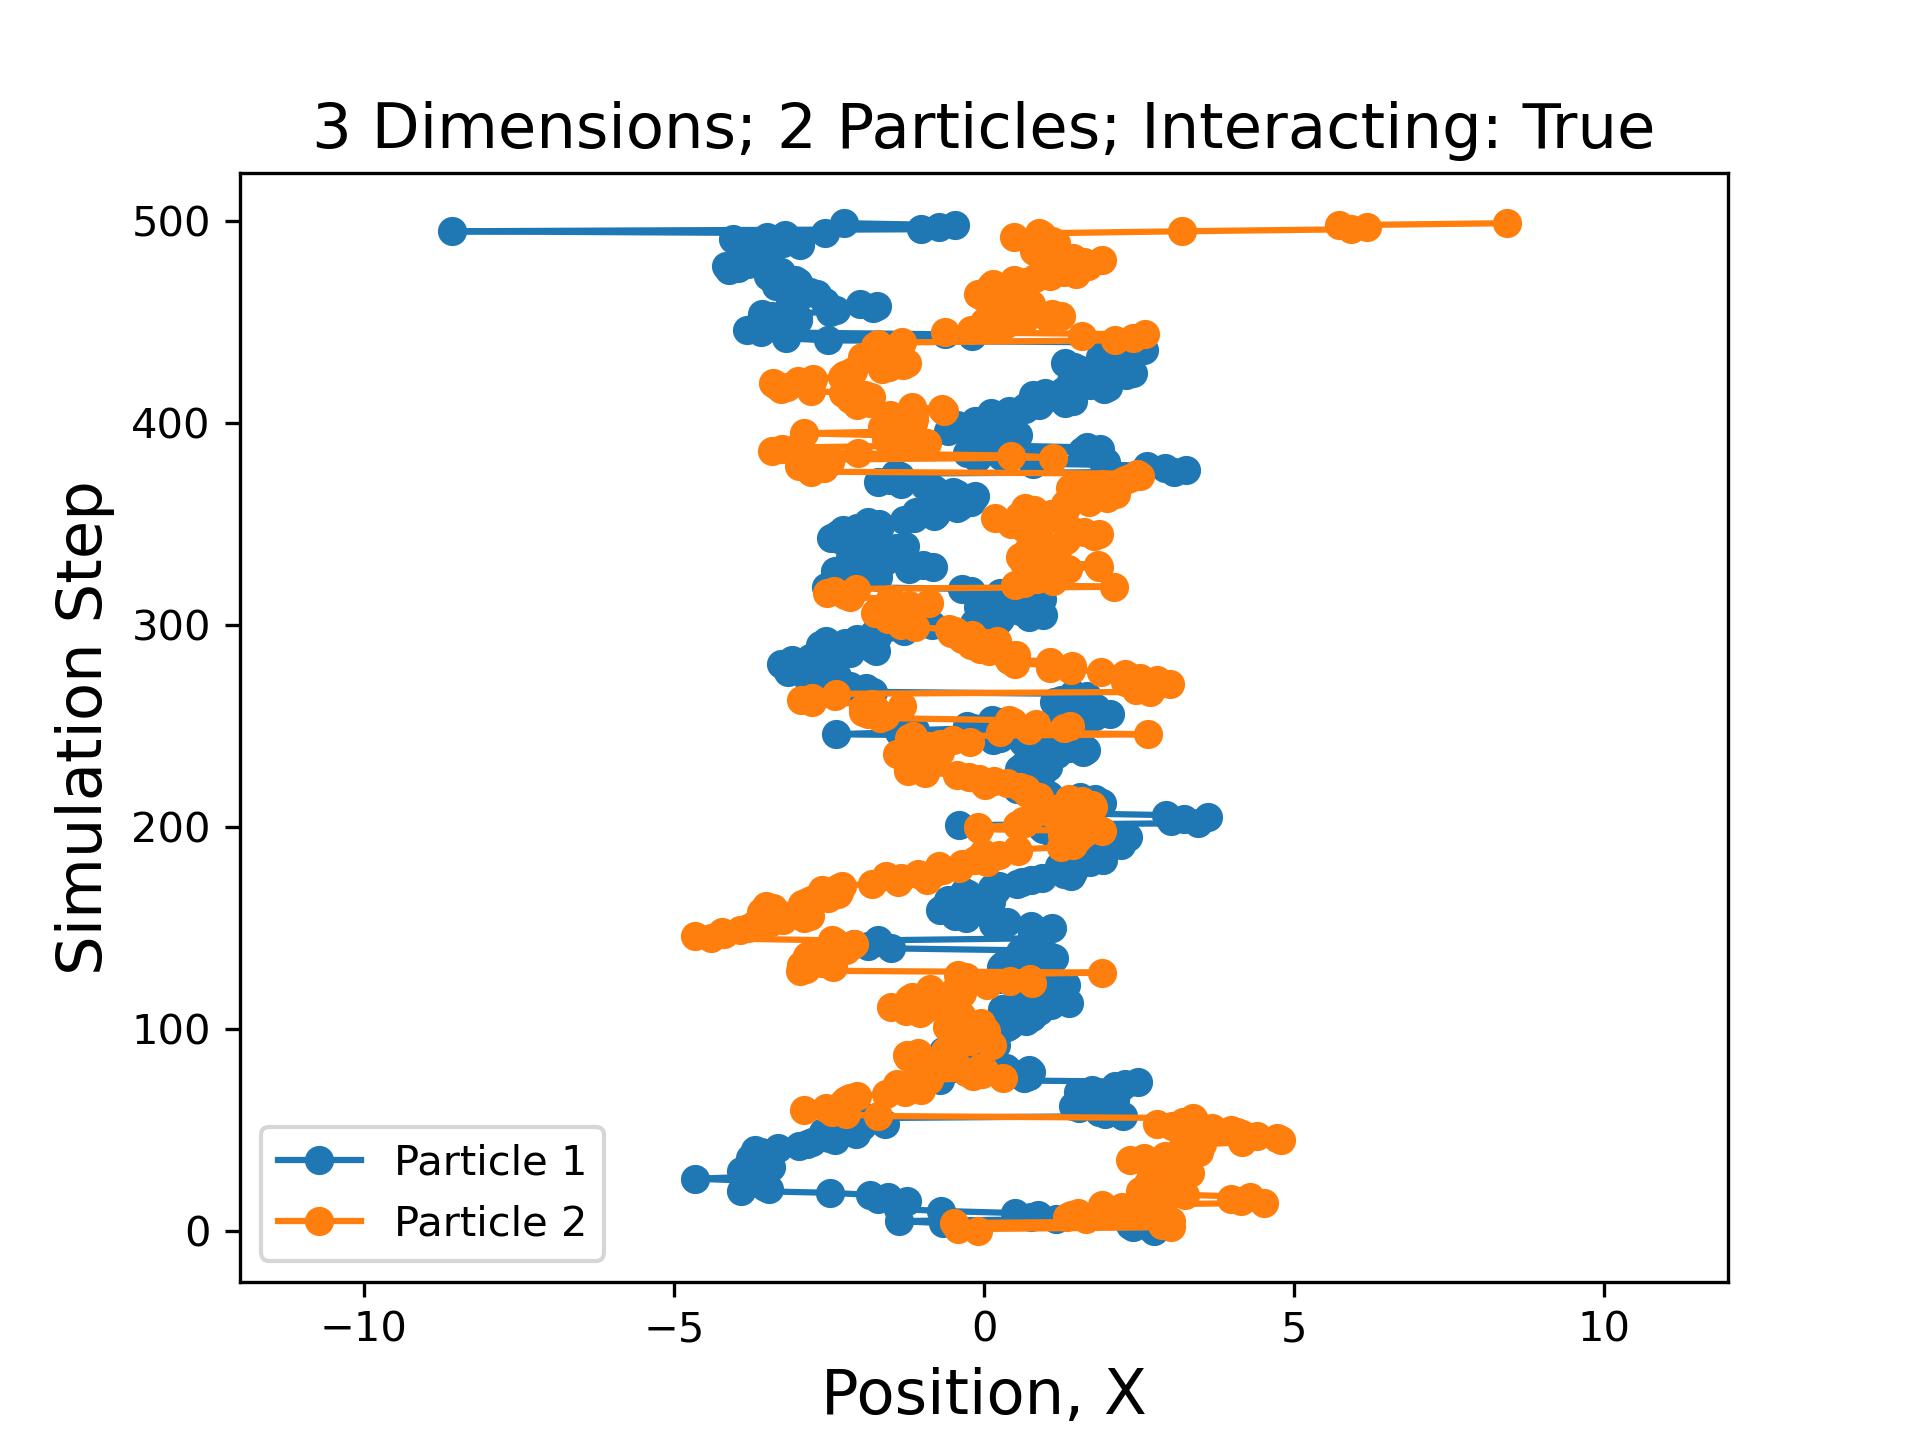 3 Dimensions; 2 Particles; Interacting: True
500
400
300
200
100
0
Simulation Step
Particle 1
Particle 2
−10 −5 0 5 10
Position, X